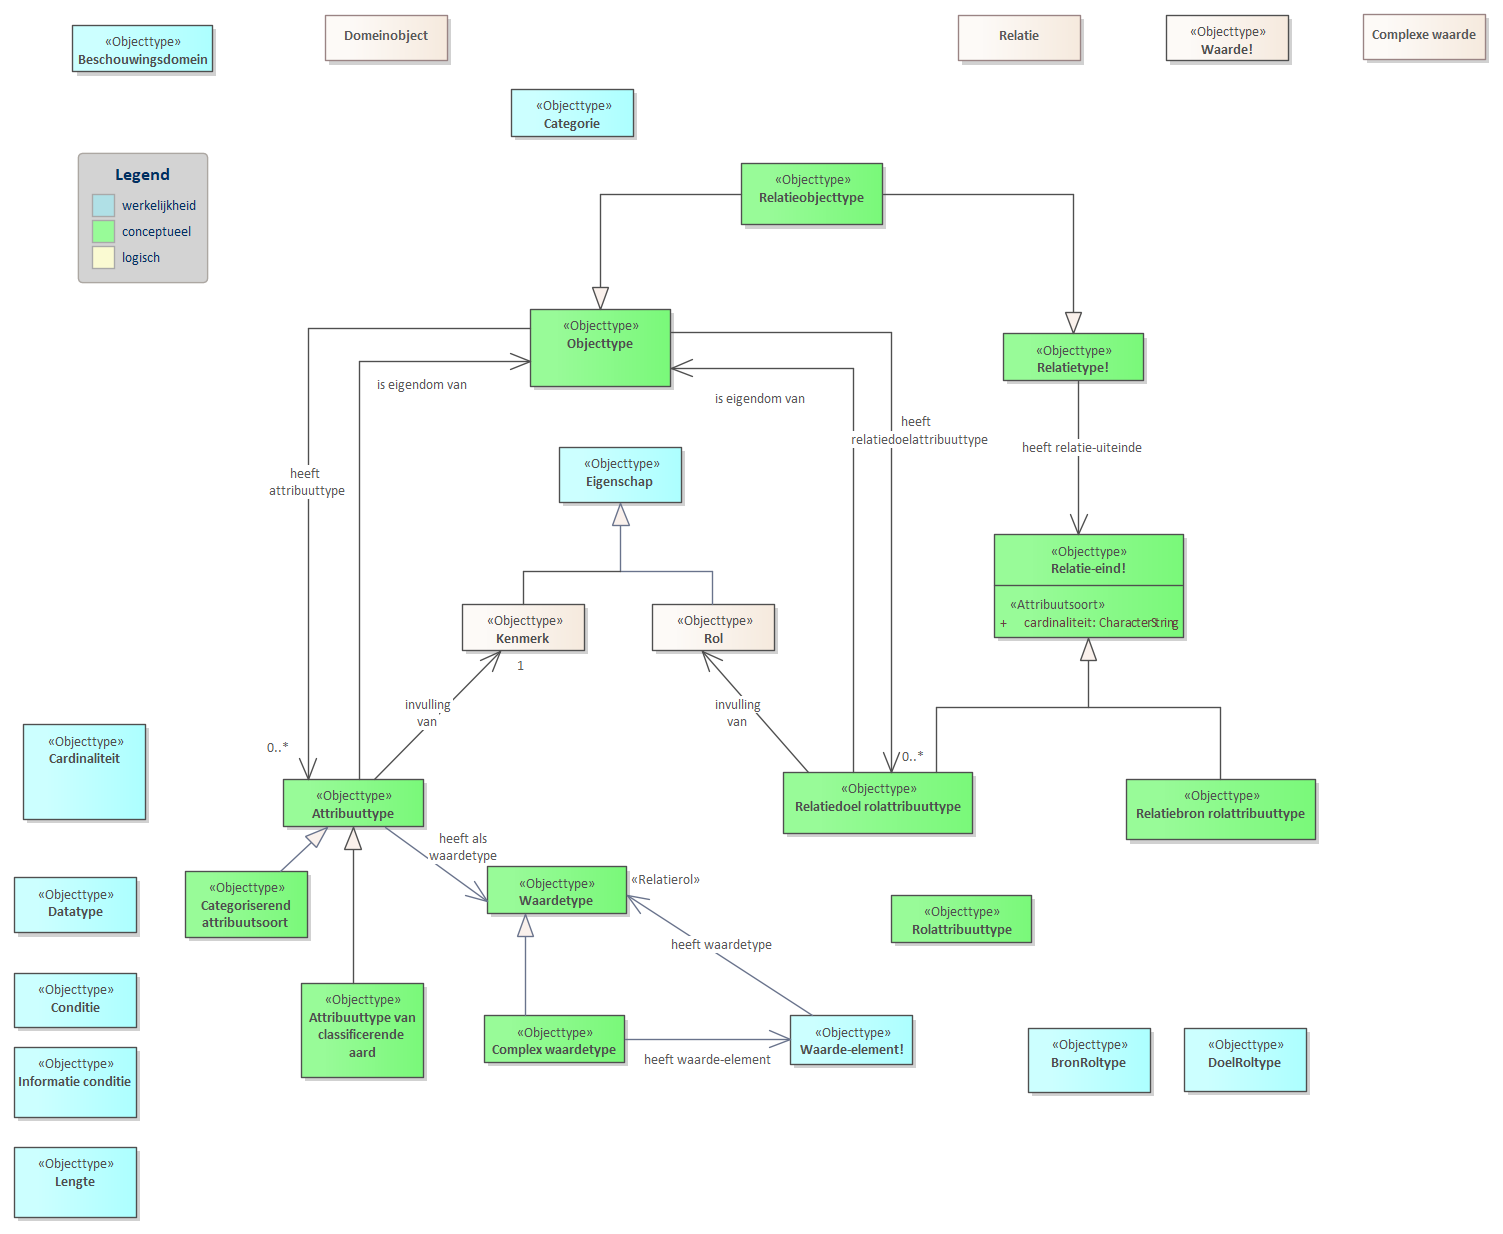 «Objecttype»
Beschouwingsdomein
Domeinobject
Relatie
«Objecttype»
Waarde!
Complexe waarde
«Objecttype»
Categorie
Legend
werkelijkheid
conceptueel
logisch
«Objecttype»
Relatieobjecttype
«Objecttype»
Objecttype
«Objecttype»
Relatietype!
is eigendom van
is eigendom van
heeft
relatiedoelattribuuttype
heeft relatie-uiteinde
heeft
attribuuttype
«Objecttype»
Eigenschap
«Objecttype»
Relatie-eind!
«Attribuutsoort»
+ cardinaliteit: CharacterString
«Objecttype»
Kenmerk
1
«Objecttype»
Rol
invulling
van
invulling
van
0..*
0..*
«Objecttype»
Cardinaliteit
«Objecttype»
Attribuuttype
«Objecttype»
Relatiedoel rolattribuuttype
«Objecttype»
Relatiebron rolattribuuttype
heeft als
waardetype
«Objecttype»
Categoriserend
attribuutsoort
«Objecttype»
Waardetype
«Relatierol»
«Objecttype»
Datatype
«Objecttype»
Rolattribuuttype
heeft waardetype
«Objecttype»
Conditie
«Objecttype»
Attribuuttype van
classificerende
aard
«Objecttype»
Complex waardetype
heeft waarde-element
«Objecttype»
Waarde-element!
«Objecttype»
BronRoltype
«Objecttype»
DoelRoltype
«Objecttype»
Informatie conditie
«Objecttype»
Lengte